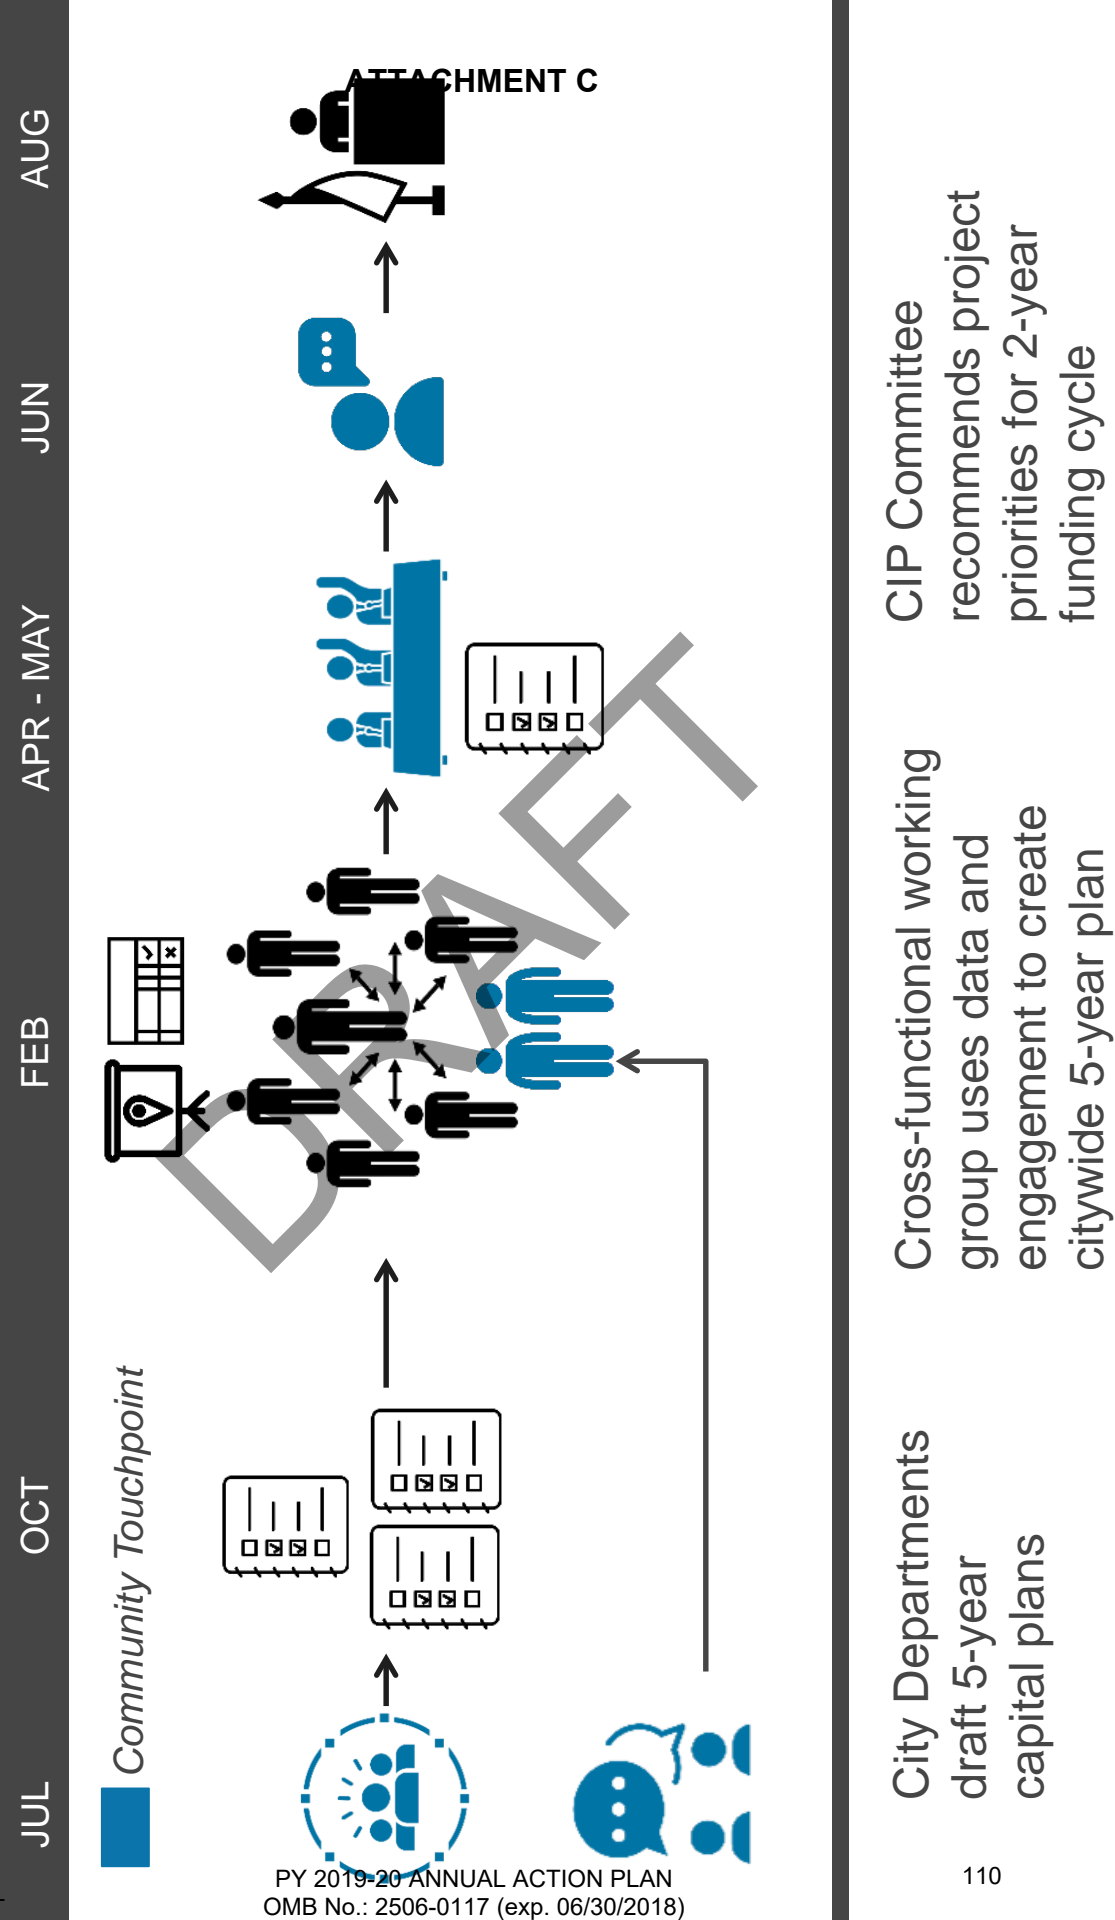 ATTACHMENT C
JUL
OCT
FEB
APR - MAY
JUN
AUG
Community Touchpoint
DRAFT
City Departments
draft 5-year
capital plans
Cross-functional working
group uses data and
engagement to create
citywide 5-year plan
CIP Committee
recommends project
priorities for 2-year
funding cycle
PY 2019-20 ANNUAL ACTION PLAN
OMB No.: 2506-0117 (exp. 06/30/2018)
110